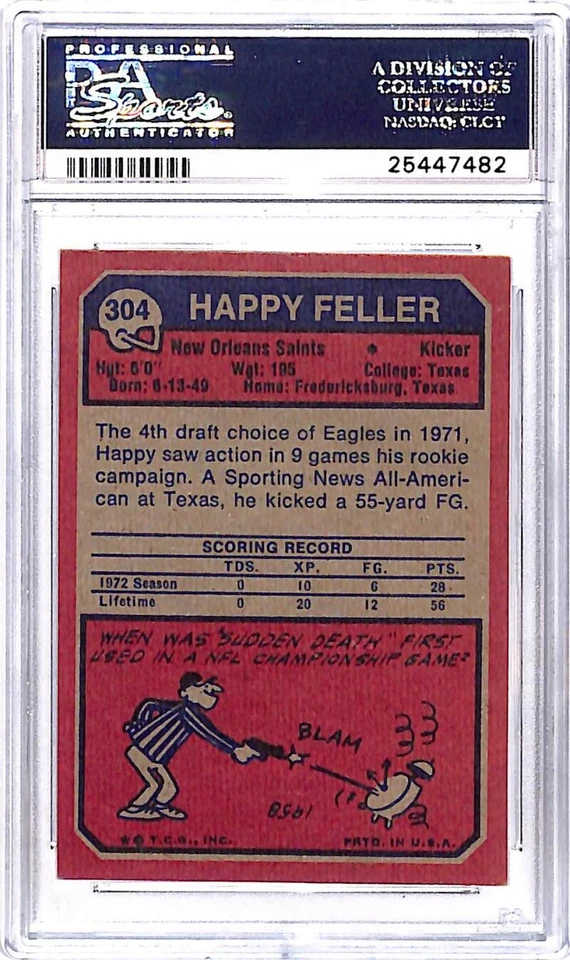 PROFESSIONAL
PSA
Sports
AUTHENTICATOR
A DIVISION OF
COLLECTORS
UNIVERSE
NASDAQ: CLCT
25447482
304
HAPPY FELLER
New Orleans Saints * Kicker
Hgt: 6'0" Wgt: 195 College: Texas
Born: 6-13-49 Home: Fredericksburg, Texas
The 4th draft choice of Eagles in 1971,
Happy saw action in 9 games his rookie
campaign. A Sporting News All-Ameri-
can at Texas, he kicked a 55-yard FG.
SCORING RECORD
TDS. XP. FG. PTS.
1972 Season 0 10 6 28
Lifetime 0 20 12 56
WHEN WAS "SUDDEN DEATH" FIRST
USED IN A NFL CHAMPIONSHIP GAME?
BLAM
1958
★ © T.C.G., INC. PRTD. IN U.S.A.